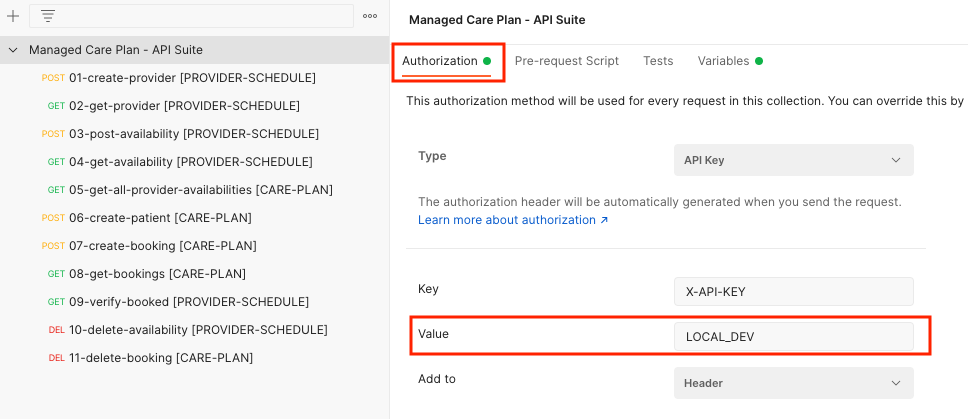 Managed Care Plan - API Suite
POST 01-create-provider [PROVIDER-SCHEDULE]
GET 02-get-provider [PROVIDER-SCHEDULE]
POST 03-post-availability [PROVIDER-SCHEDULE]
GET 04-get-availability [PROVIDER-SCHEDULE]
GET 05-get-all-provider-availabilities [CARE-PLAN]
POST 06-create-patient [CARE-PLAN]
POST 07-create-booking [CARE-PLAN]
GET 08-get-bookings [CARE-PLAN]
GET 09-verify-booked [PROVIDER-SCHEDULE]
DEL 10-delete-availability [PROVIDER-SCHEDULE]
DEL 11-delete-booking [CARE-PLAN]
Managed Care Plan - API Suite
Authorization Pre-request Script Tests Variables
This authorization method will be used for every request in this collection. You can override this by
Type API Key
The authorization header will be automatically generated when you send the request.
Learn more about authorization ↗
Key X-API-KEY
Value LOCAL_DEV
Add to Header